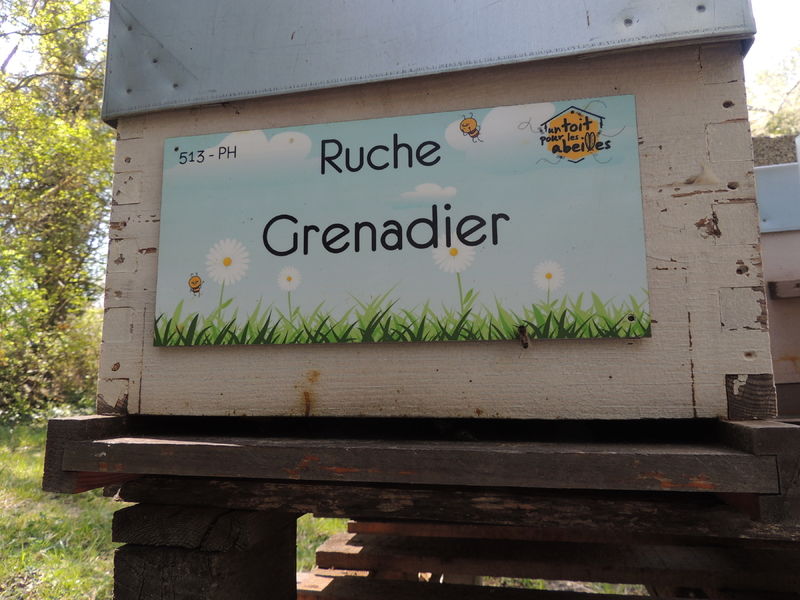 513 - PH
Ruche
Grenadier
un toit
pour les
abeilles